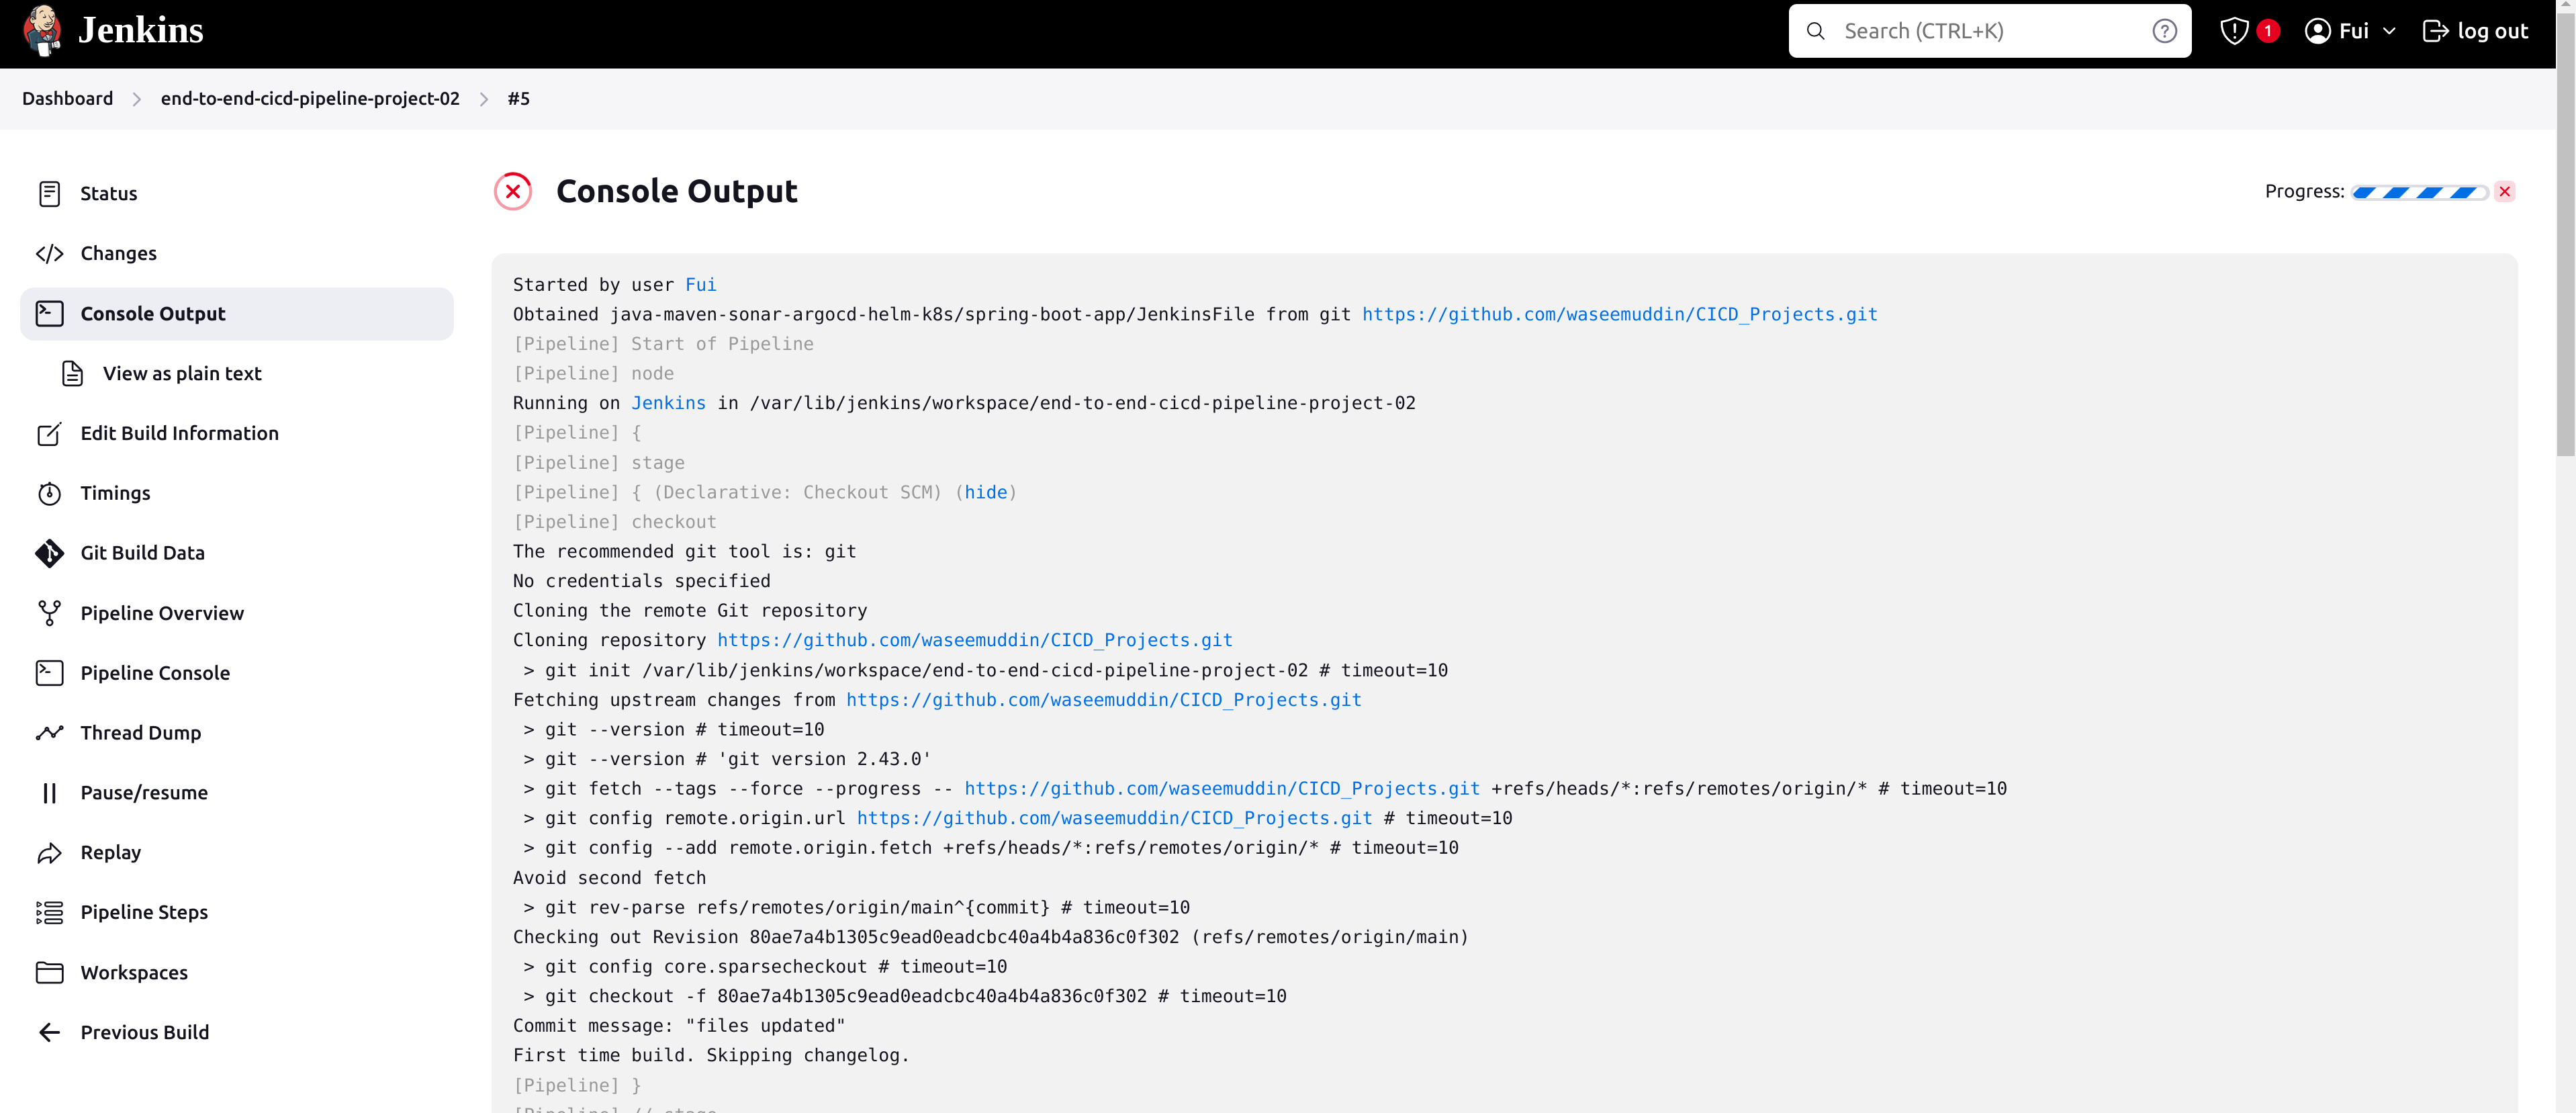 Jenkins
Search (CTRL+K)
1
Fui
log out
Dashboard
end-to-end-cicd-pipeline-project-02
#5
Status
Changes
Console Output
View as plain text
Edit Build Information
Timings
Git Build Data
Pipeline Overview
Pipeline Console
Thread Dump
Pause/resume
Replay
Pipeline Steps
Workspaces
Previous Build
Console Output
Progress:
Started by user Fui
Obtained java-maven-sonar-argocd-helm-k8s/spring-boot-app/JenkinsFile from git https://github.com/waseemuddin/CICD_Projects.git
[Pipeline] Start of Pipeline
[Pipeline] node
Running on Jenkins in /var/lib/jenkins/workspace/end-to-end-cicd-pipeline-project-02
[Pipeline] {
[Pipeline] stage
[Pipeline] { (Declarative: Checkout SCM) (hide)
[Pipeline] checkout
The recommended git tool is: git
No credentials specified
Cloning the remote Git repository
Cloning repository https://github.com/waseemuddin/CICD_Projects.git
> git init /var/lib/jenkins/workspace/end-to-end-cicd-pipeline-project-02 # timeout=10
Fetching upstream changes from https://github.com/waseemuddin/CICD_Projects.git
> git --version # timeout=10
> git --version # 'git version 2.43.0'
> git fetch --tags --force --progress -- https://github.com/waseemuddin/CICD_Projects.git +refs/heads/*:refs/remotes/origin/* # timeout=10
> git config remote.origin.url https://github.com/waseemuddin/CICD_Projects.git # timeout=10
> git config --add remote.origin.fetch +refs/heads/*:refs/remotes/origin/* # timeout=10
Avoid second fetch
> git rev-parse refs/remotes/origin/main^{commit} # timeout=10
Checking out Revision 80ae7a4b1305c9ead0eadcbc40a4b4a836c0f302 (refs/remotes/origin/main)
> git config core.sparsecheckout # timeout=10
> git checkout -f 80ae7a4b1305c9ead0eadcbc40a4b4a836c0f302 # timeout=10
Commit message: "files updated"
First time build. Skipping changelog.
[Pipeline] }
[Pipeline] // stage